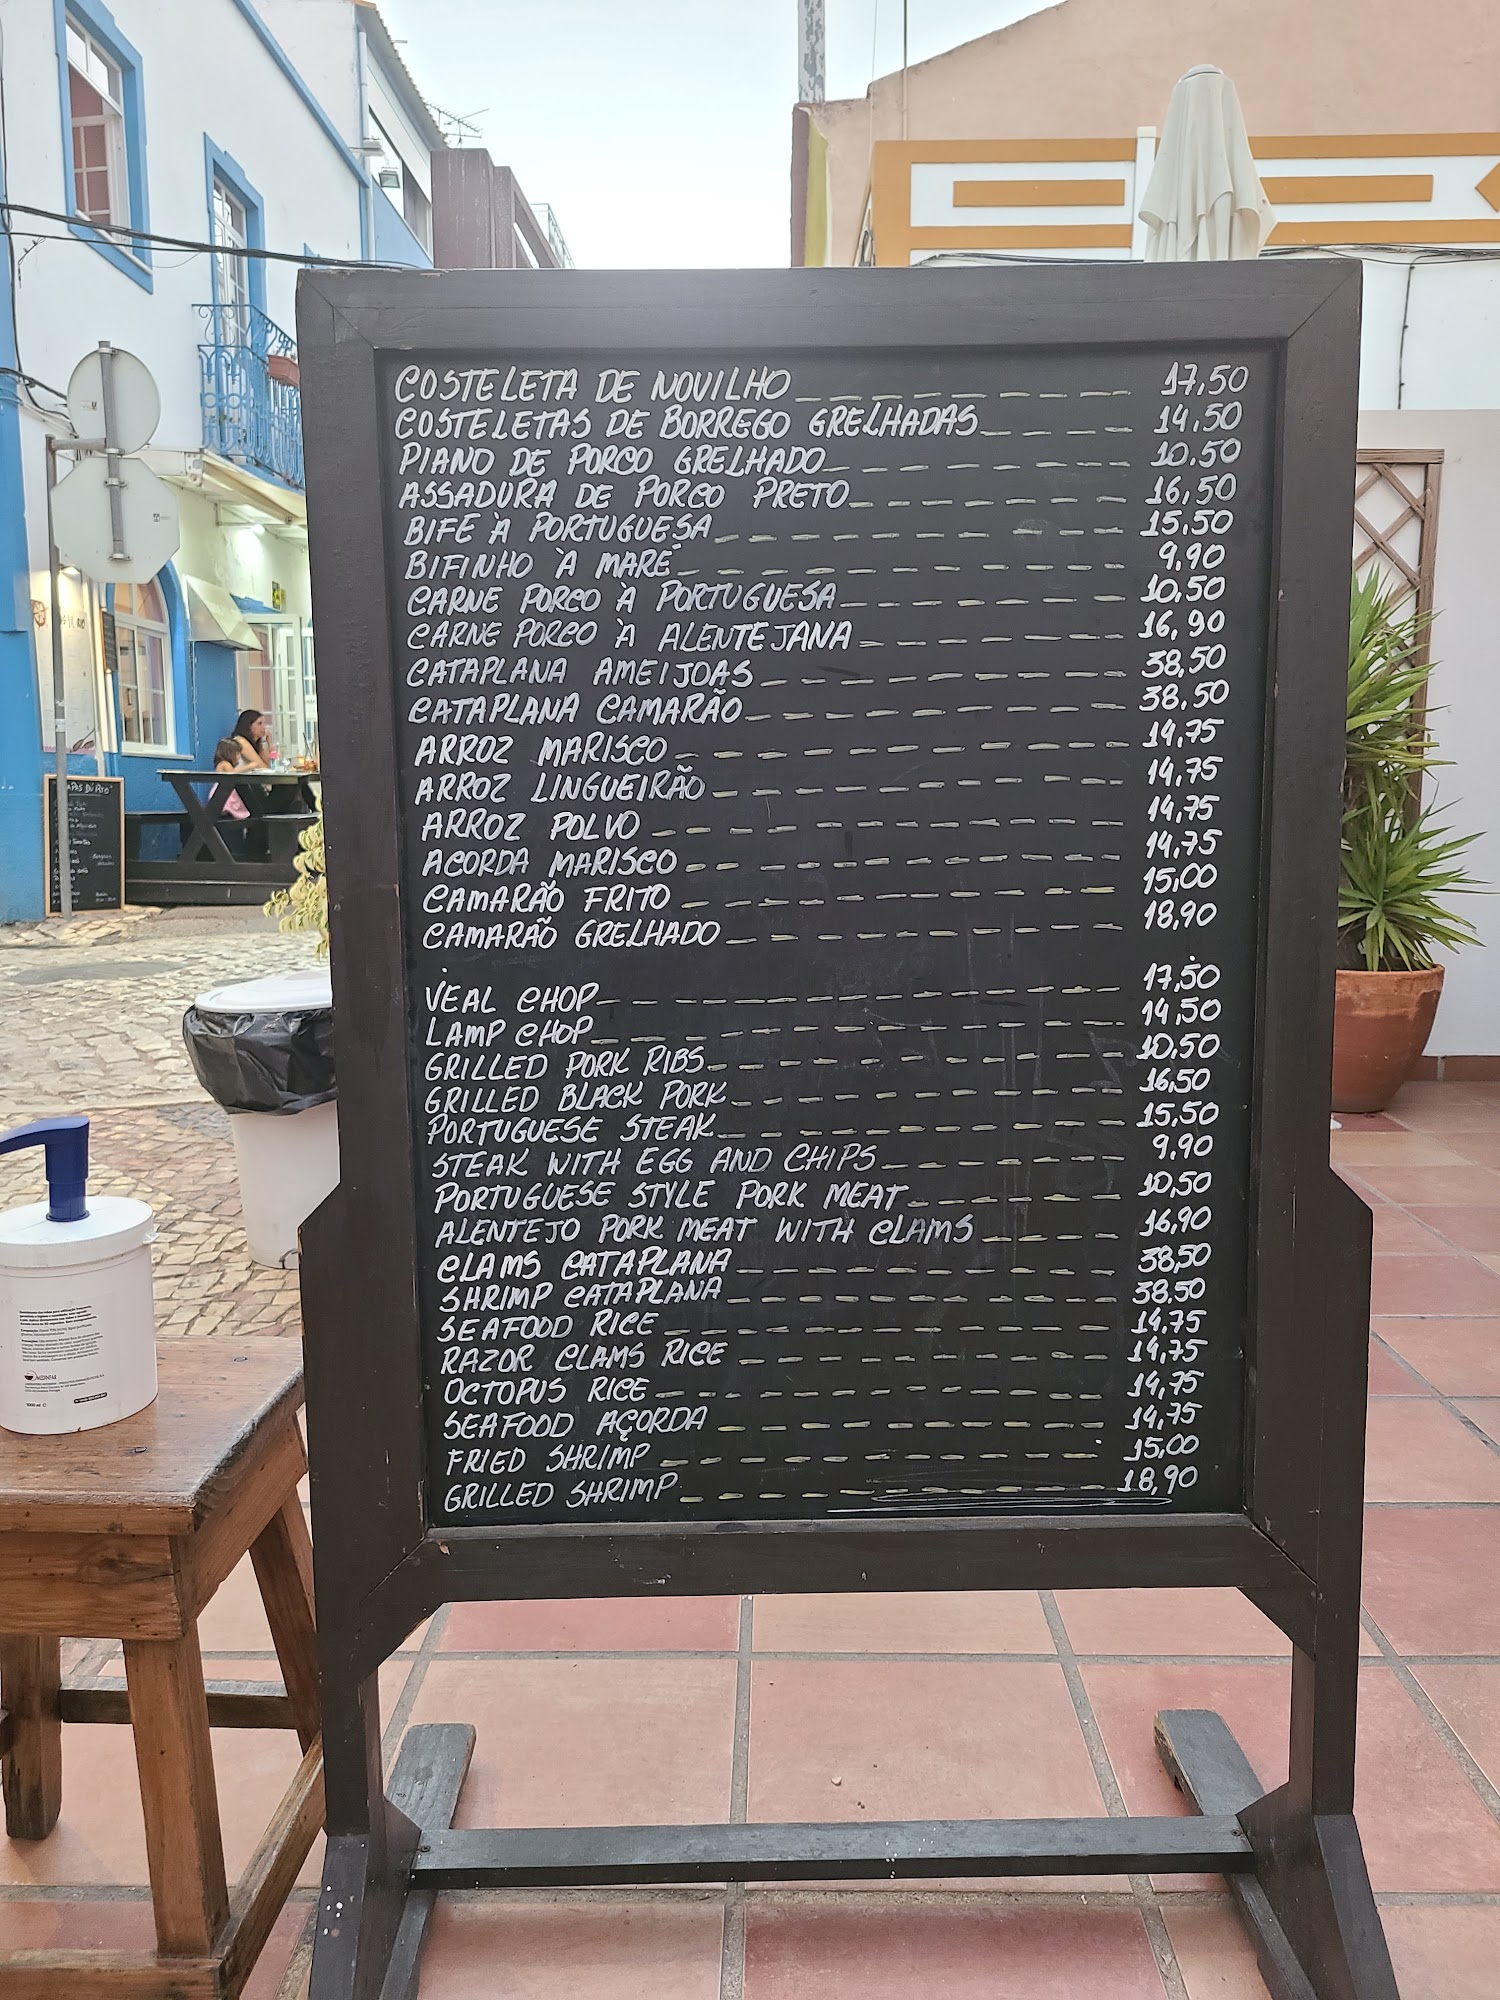 COSTELETA DE NOVILHO 17,50
COSTELETAS DE BORREGO GRELHADAS 14,50
PIANO DE PORCO GRELHADO 10.50
ASSADURA DE PORCO PRETO 16,50
BIFE À PORTUGUESA 15,50
BIFINHO À MARÉ 9,90
CARNE PORCO À PORTUGUESA 10,50
CARNE PORCO À ALENTEJANA 16,90
CATAPLANA AMEIJOAS 38,50
CATAPLANA CAMARÃO 38,50
ARROZ MARISCO 14,75
ARROZ LINGUEIRÃO 14,75
ARROZ POLVO 14,75
AÇORDA MARISCO 14,75
CAMARÃO FRITO 15,00
CAMARÃO GRELHADO 18,90
VEAL CHOP 17,50
LAMP CHOP 14,50
GRILLED PORK RIBS 10,50
GRILLED BLACK PORK 16,50
PORTUGUESE STEAK 15,50
STEAK WITH EGG AND CHIPS 9,90
PORTUGUESE STYLE PORK MEAT 10,50
ALENTEJO PORK MEAT WITH CLAMS 16,90
CLAMS CATAPLANA 38,50
SHRIMP CATAPLANA 38,50
SEAFOOD RICE 14,75
RAZOR CLAMS RICE 14,75
OCTOPUS RICE 14,75
SEAFOOD AÇORDA 14,75
FRIED SHRIMP 15,00
GRILLED SHRIMP 18,90
MEDINFAR
1000 ml